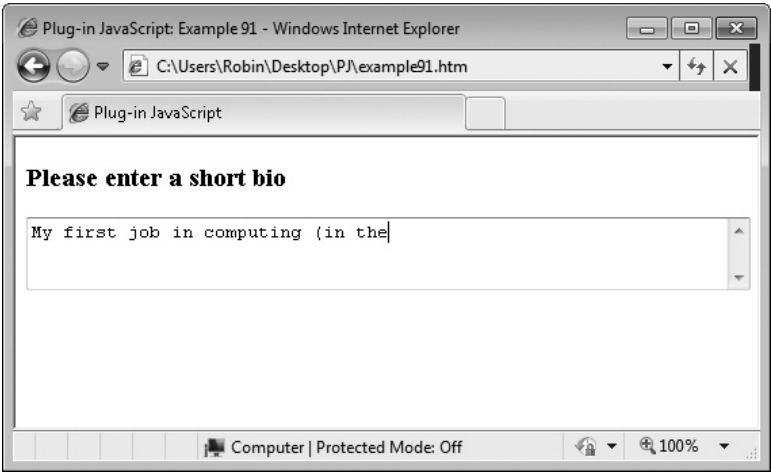 Plug-in JavaScript: Example 91 - Windows Internet Explorer
C:\Users\Robin\Desktop\PJ\example91.htm
Plug-in JavaScript
Please enter a short bio
My first job in computing (in the
Computer | Protected Mode: Off
100%